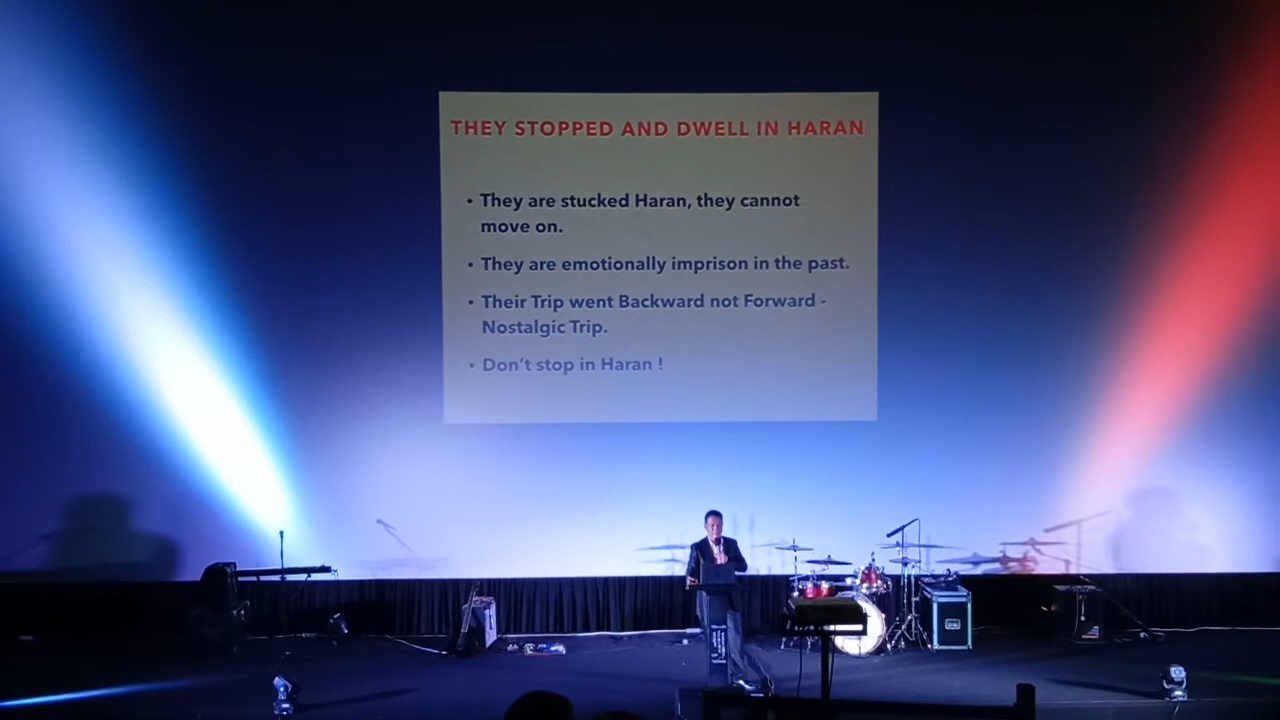 THEY STOPPED AND DWELL IN HARAN
• They are stucked Haran, they cannot
move on.
• They are emotionally imprison in the past.
• Their Trip went Backward not Forward -
Nostalgic Trip.
• Don't stop in Haran !